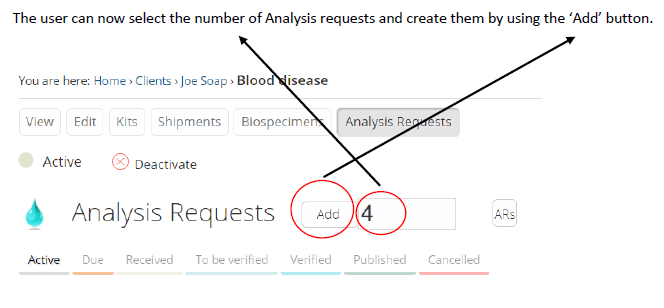 The user can now select the number of Analysis requests and create them by using the ‘Add’ button.
You are here: Home › Clients › Joe Soap › Blood disease
View Edit Kits Shipments Biospecimens Analysis Requests
Active Deactivate
Analysis Requests Add 4 ARs
Active Due Received To be verified Verified Published Cancelled